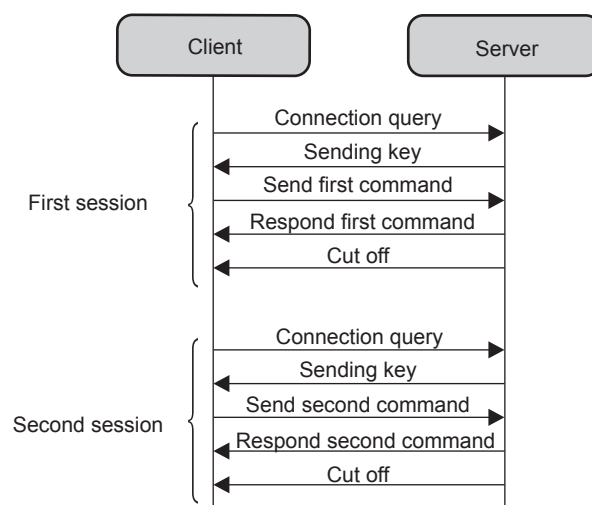 Client
Server
Connection query
Sending key
Send first command
First session
Respond first command
Cut off
Connection query
Sending key
Send second command
Second session
Respond second command
Cut off